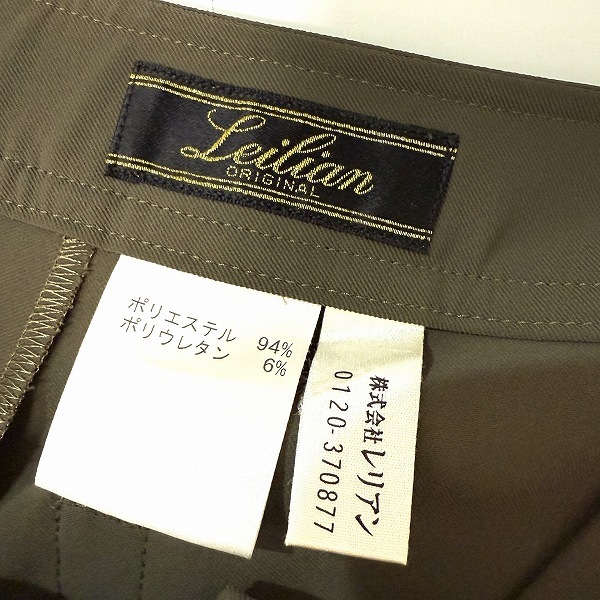 Leilian
ORIGINAL
ポリエステル 94%
ポリウレタン 6%
株式会社レリアン
0120-370877